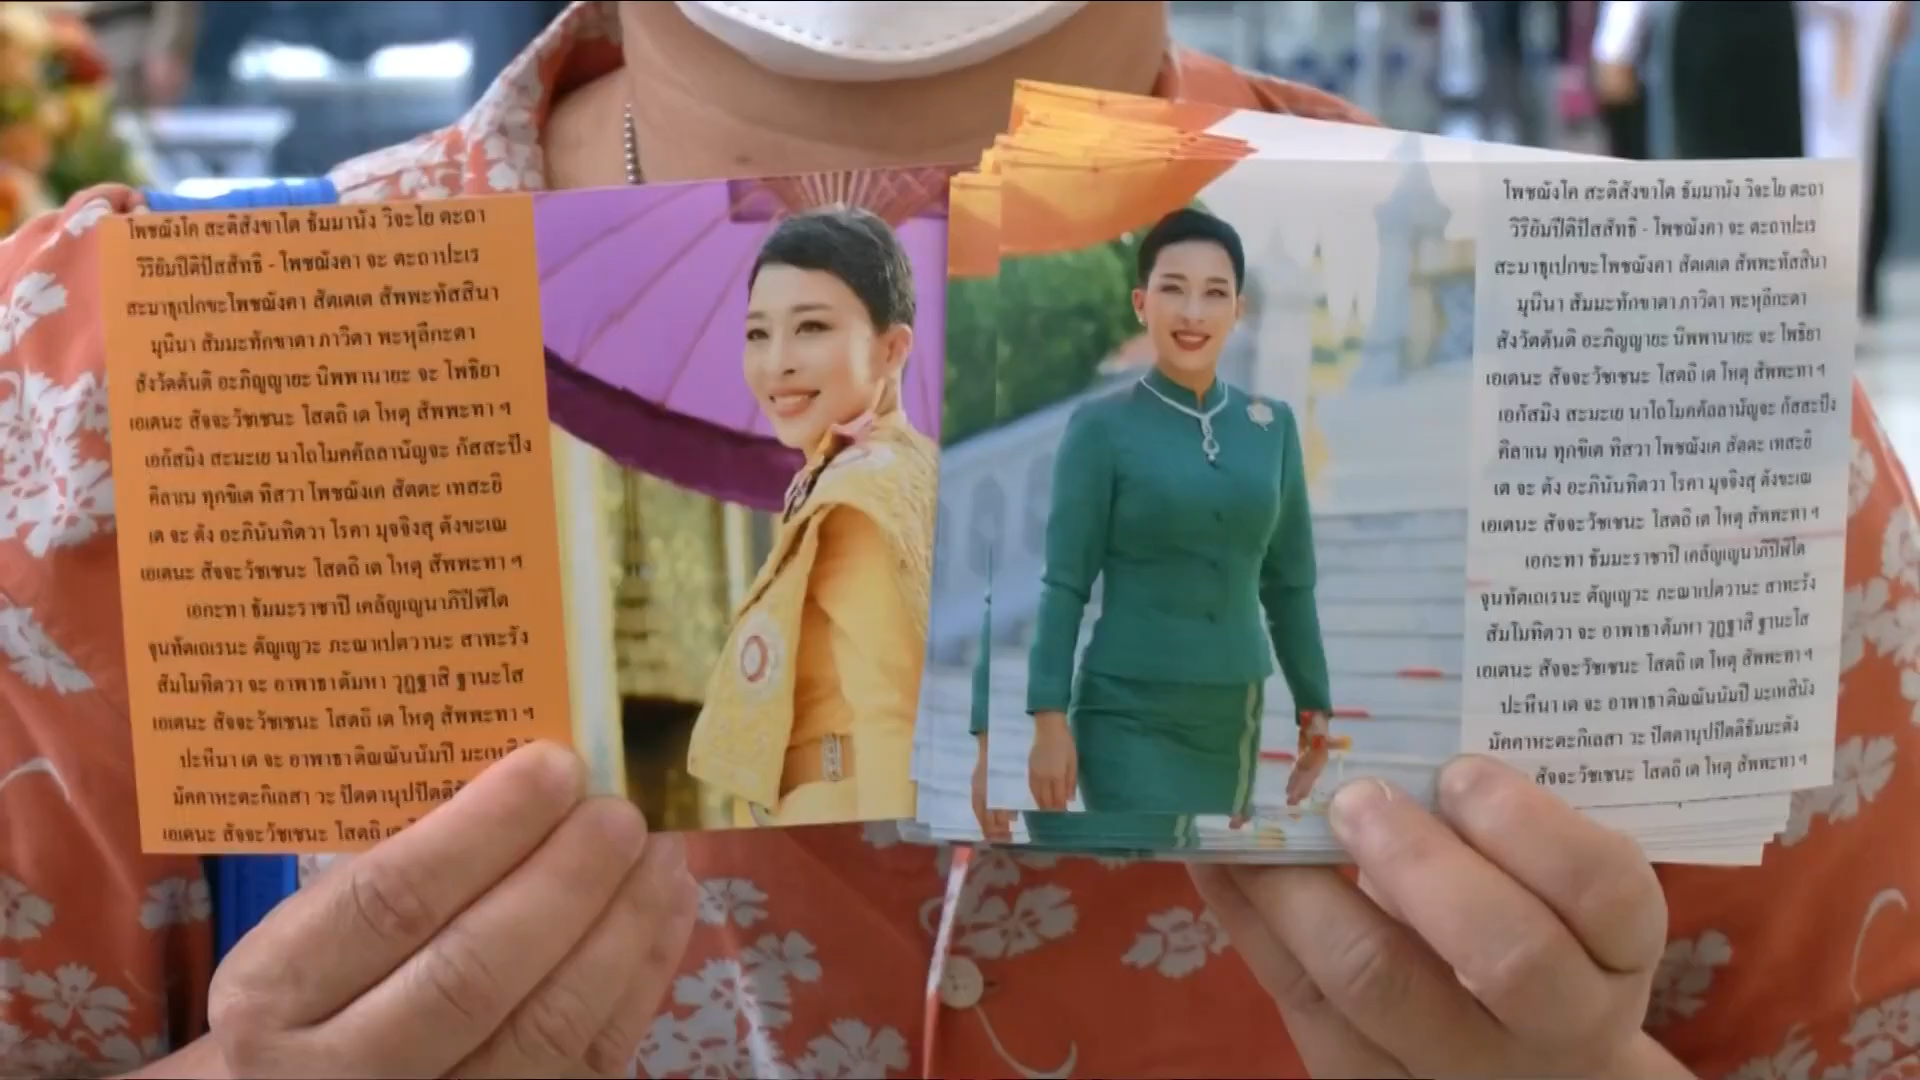 โพชฌังโค สะติสังขาโต ธัมมานัง วิจะโย ตะถา
วิริยัมปีติปัสสัทธิ - โพชฌังคา จะ ตะถาปะเร
สะมาธุเปกขะโพชฌังคา สัตเตเต สัพพะทัสสินา
มุนินา สัมมะทักขาตา ภาวิตา พะหุลีกะตา
สังวัตตันติ อะภิญญายะ นิพพานายะ จะ โพธิยา
เอเตนะ สัจจะวัชเชนะ โสตถิ เต โหตุ สัพพะทา ฯ
เอกัสมิง สะมะเย นาโถโมคคัลลานัญจะ กัสสะปัง
คิลาเน ทุกขิเต ทิสวา โพชฌังเค สัตตะ เทสะยิ
เต จะ ตัง อะภินันทิตวา โรคา มุจจิงสุ ตังขะเณ
เอเตนะ สัจจะวัชเชนะ โสตถิ เต โหตุ สัพพะทา ฯ
เอกะทา ธัมมะราชาปี เคลัญเญนาภิปีฬิโต
จุนทัตเถเรนะ ตัญเญวะ ภะณาเปตวานะ สาทะรัง
สัมโมทิตวา จะ อาพาธาตัมหา วุฏฐาสิ ฐานะโส
เอเตนะ สัจจะวัชเชนะ โสตถิ เต โหตุ สัพพะทา ฯ
ปะหีนา เต จะ อาพาธาติณณันนัมปี มะเหสินัง
มัคคาหะตะกิเลสา วะ ปัตตานุปปัตติ
เอเตนะ สัจจะวัชเชนะ โสตถิ เต
โพชฌังโค สะติสังขาโต ธัมมานัง วิจะโย ตะถา
วิริยัมปีติปัสสัทธิ - โพชฌังคา จะ ตะถาปะเร
สะมาธุเปกขะโพชฌังคา สัตเตเต สัพพะทัสสินา
มุนินา สัมมะทักขาตา ภาวิตา พะหุลีกะตา
สังวัตตันติ อะภิญญายะ นิพพานายะ จะ โพธิยา
เอเตนะ สัจจะวัชเชนะ โสตถิ เต โหตุ สัพพะทา ฯ
เอกัสมิง สะมะเย นาโถโมคคัลลานัญจะ กัสสะปัง
คิลาเน ทุกขิเต ทิสวา โพชฌังเค สัตตะ เทสะยิ
เต จะ ตัง อะภินันทิตวา โรคา มุจจิงสุ ตังขะเณ
เอเตนะ สัจจะวัชเชนะ โสตถิ เต โหตุ สัพพะทา ฯ
เอกะทา ธัมมะราชาปี เคลัญเญนาภิปีฬิโต
จุนทัตเถเรนะ ตัญเญวะ ภะณาเปตวานะ สาทะรัง
สัมโมทิตวา จะ อาพาธาตัมหา วุฏฐาสิ ฐานะโส
เอเตนะ สัจจะวัชเชนะ โสตถิ เต โหตุ สัพพะทา ฯ
ปะหีนา เต จะ อาพาธาติณณันนัมปี มะเหสินัง
มัคคาหะตะกิเลสา วะ ปัตตานุปปัตติธัมมะตัง
สัจจะวัชเชนะ โสตถิ เต โหตุ สัพพะทา ฯ